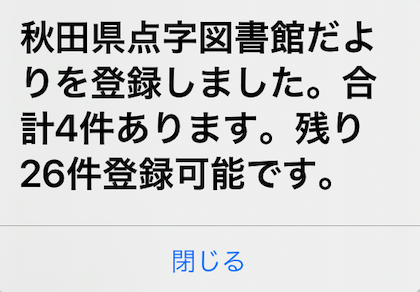 秋田県点字図書館だよ
りを登録しました。合
計4件あります。残り
26件登録可能です。
閉じる